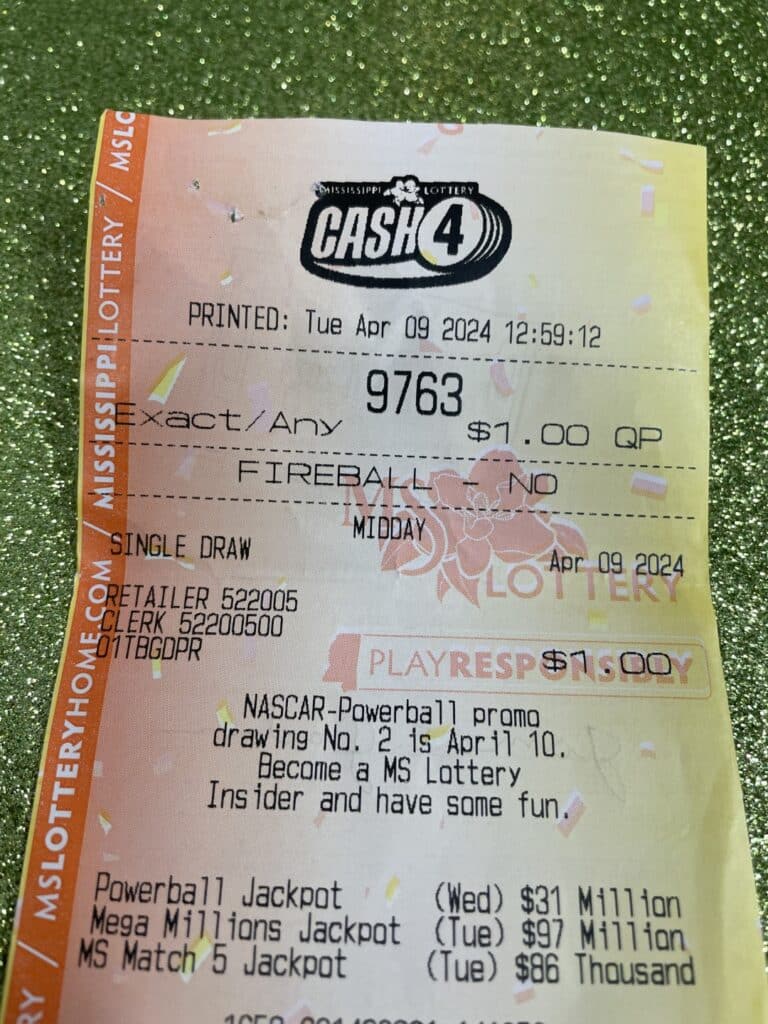 MISSISSIPPI LOTTERY
CASH 4
PRINTED: Tue Apr 09 2024 12:59:12
9763
Exact/Any $1.00 QP
FIREBALL - NO
MIDDAY
SINGLE DRAW Apr 09 2024
MS LOTTERY
RETAILER 522005
CLERK 52200500
01TBGDPR
PLAY RESPONSIBLY $1.00
NASCAR-Powerball promo
drawing No. 2 is April 10.
Become a MS Lottery
Insider and have some fun.
Powerball Jackpot (Wed) $31 Million
Mega Millions Jackpot (Tue) $97 Million
MS Match 5 Jackpot (Tue) $86 Thousand
RY / MSLOTTERYHOME.COM / MISSISSIPPILOTTERY / MSLO